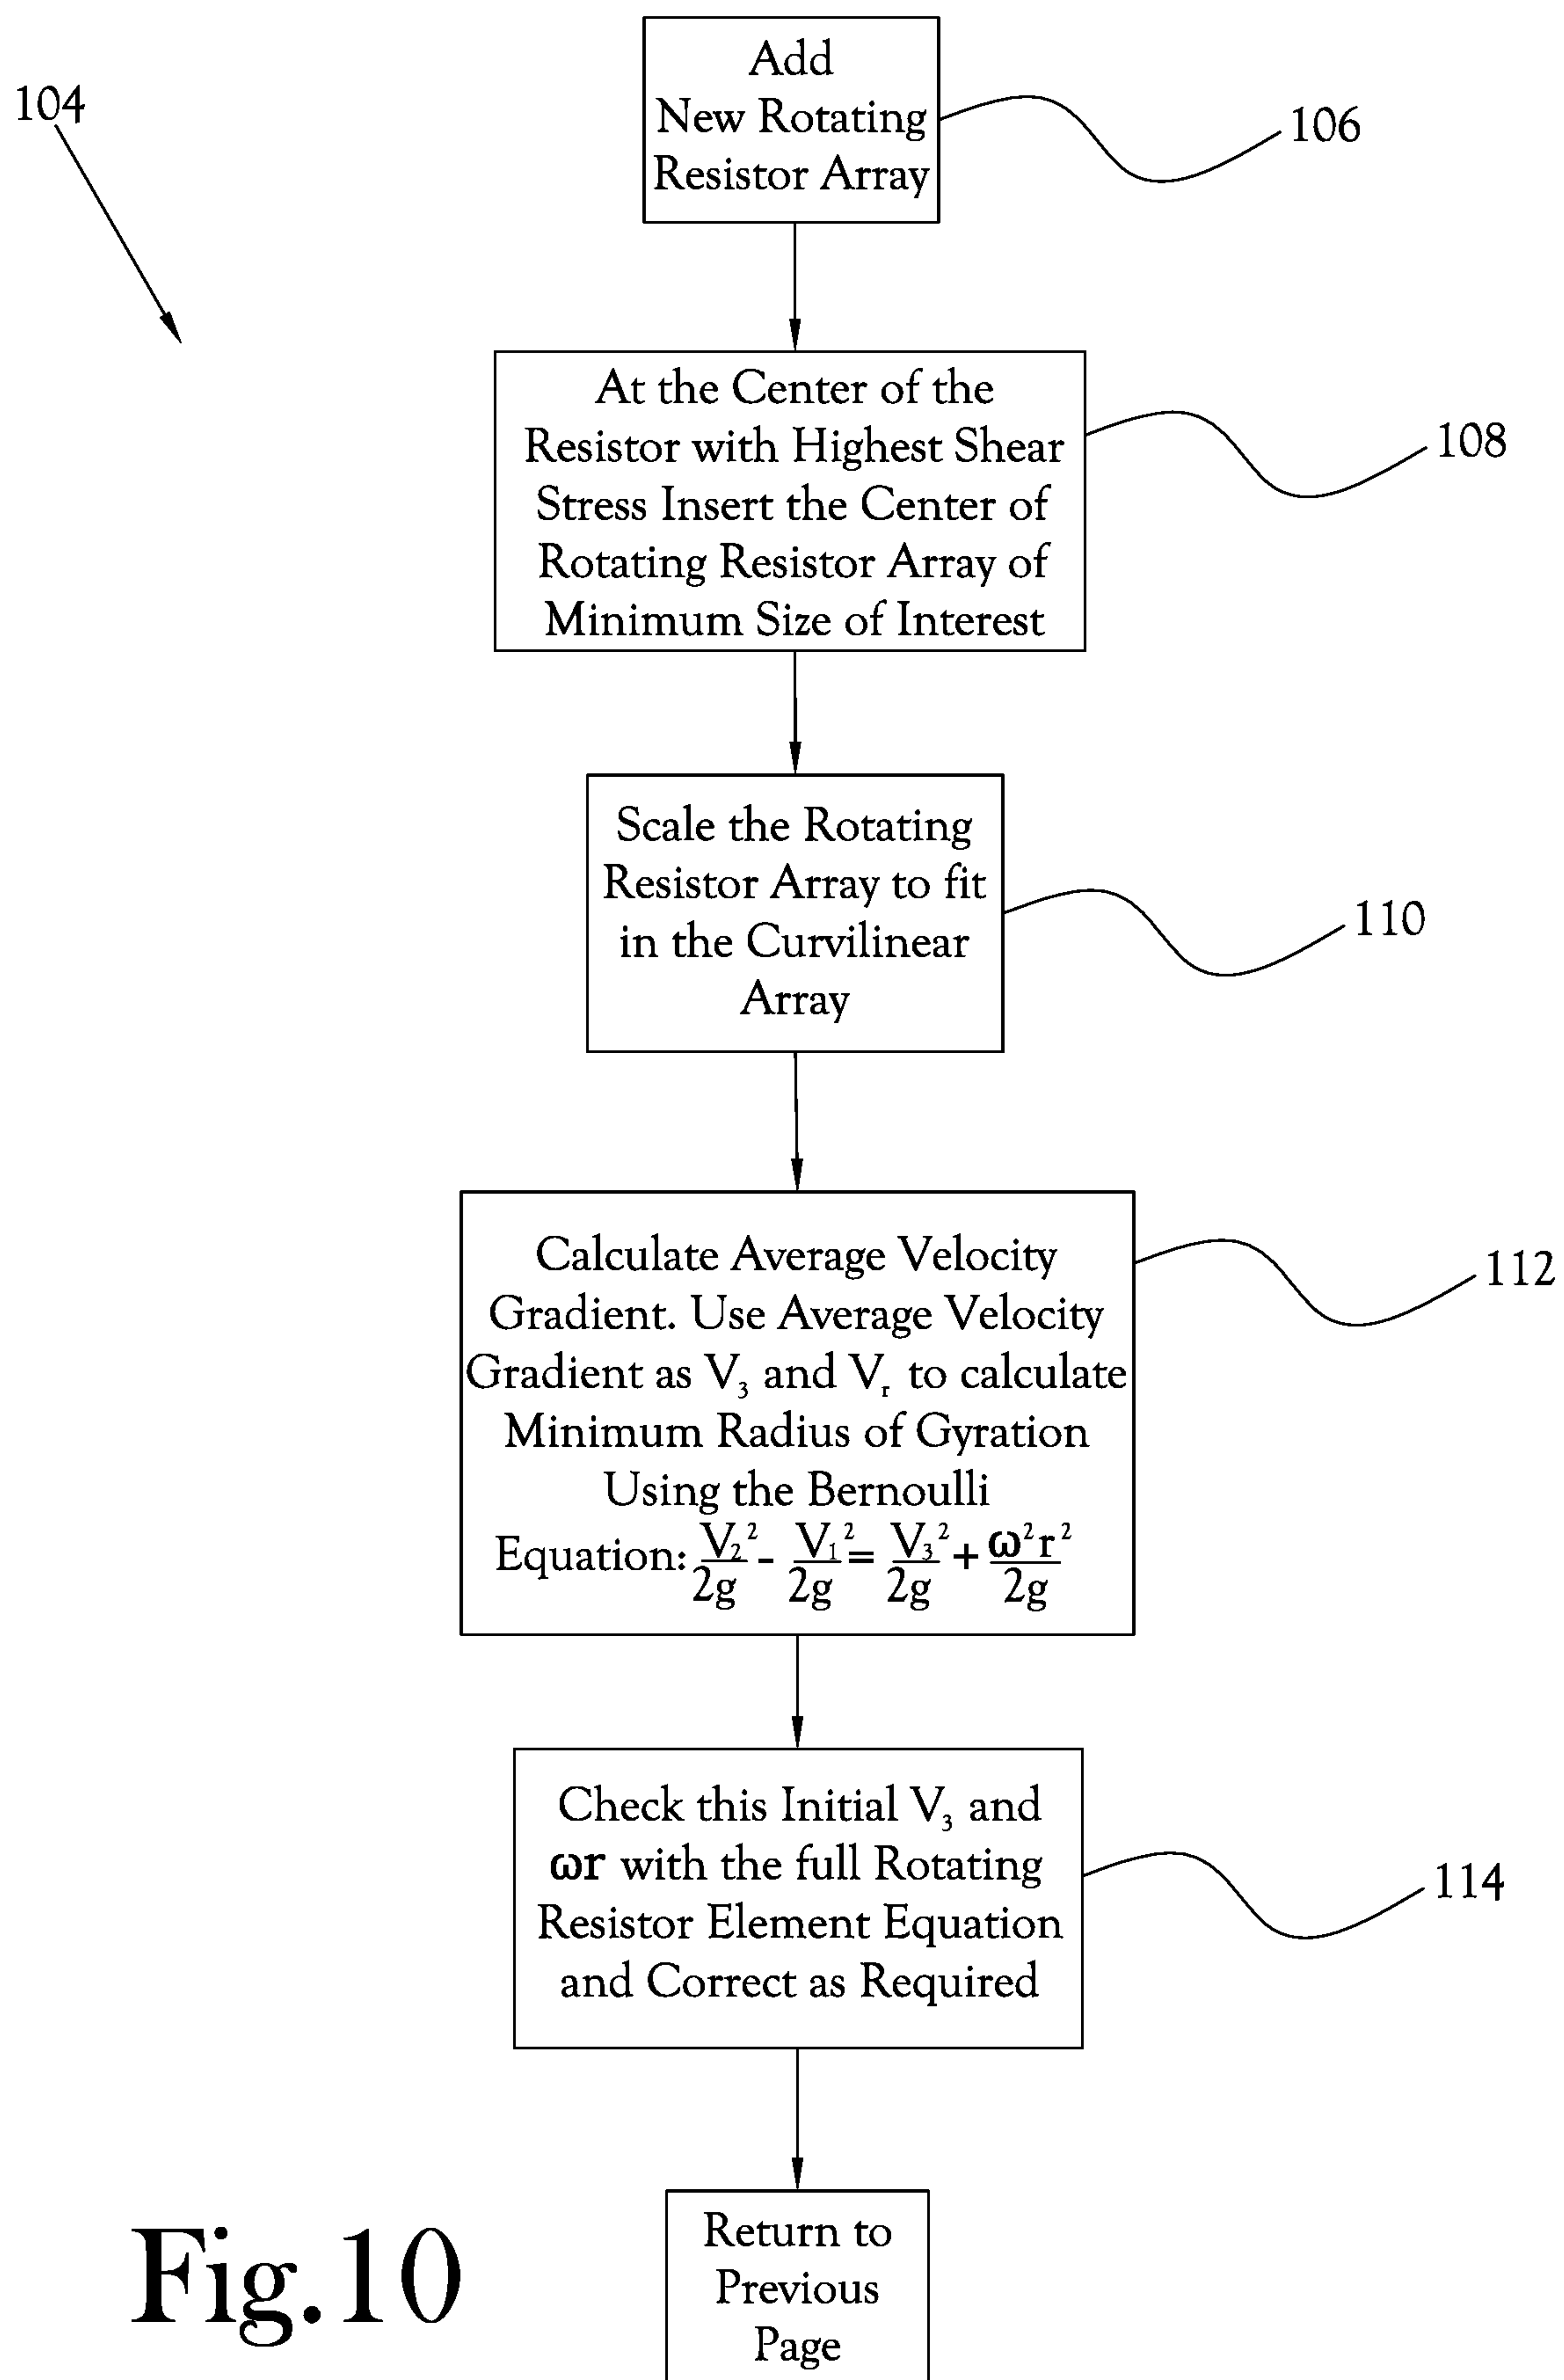 104
Add
New Rotating
Resistor Array
106
At the Center of the
Resistor with Highest Shear
Stress Insert the Center of
Rotating Resistor Array of
Minimum Size of Interest
108
Scale the Rotating
Resistor Array to fit
in the Curvilinear
Array
110
Calculate Average Velocity
Gradient. Use Average Velocity
Gradient as V₃ and Vᵣ to calculate
Minimum Radius of Gyration
Using the Bernoulli
Equation: V₂²/2g - V₁²/2g = V₃²/2g + ω²r²/2g
112
Check this Initial V₃ and
ωr with the full Rotating
Resistor Element Equation
and Correct as Required
114
Return to
Previous
Page
Fig.10